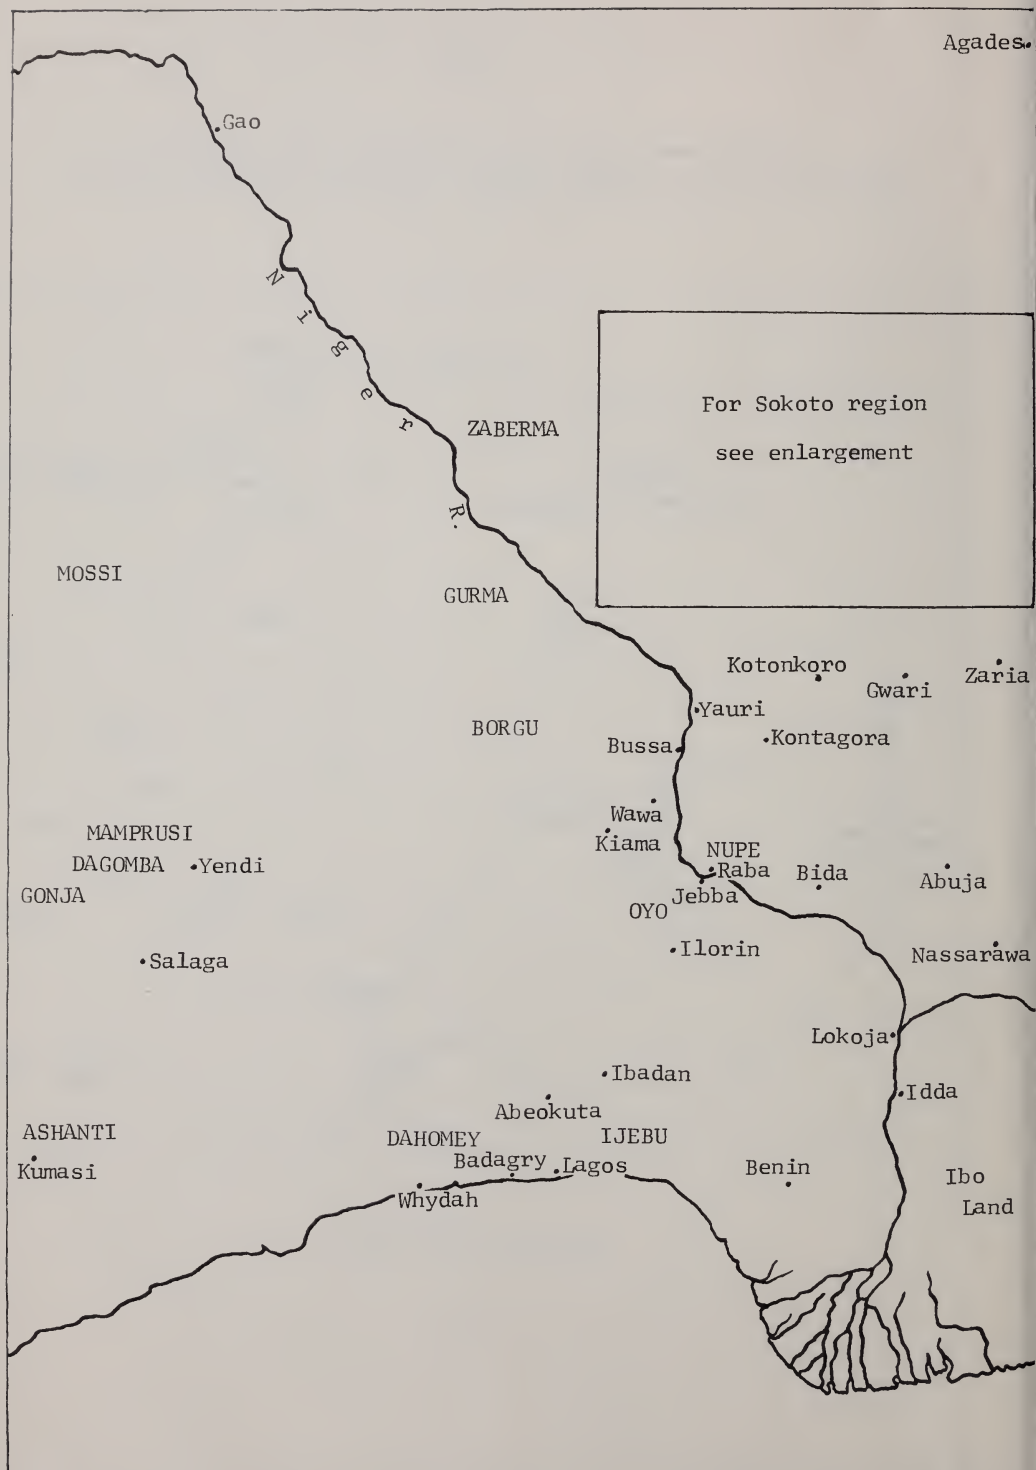 Agades
Gao
Niger R.
ZABERMA
For Sokoto region
see enlargement
MOSSI
GURMA
Kotonkoro
Gwari
Zaria
Yauri
BORGU
Bussa
Kontagora
Wawa
Kiama
MAMPRUSI
DAGOMBA
Yendi
GONJA
NUPE
Raba
Bida
Abuja
Jebba
OYO
Ilorin
Nassarawa
Salaga
Lokoja
Ibadan
Idda
Abeokuta
ASHANTI
Kumasi
DAHOMEY
IJEBU
Badagry
Lagos
Whydah
Benin
Ibo
Land